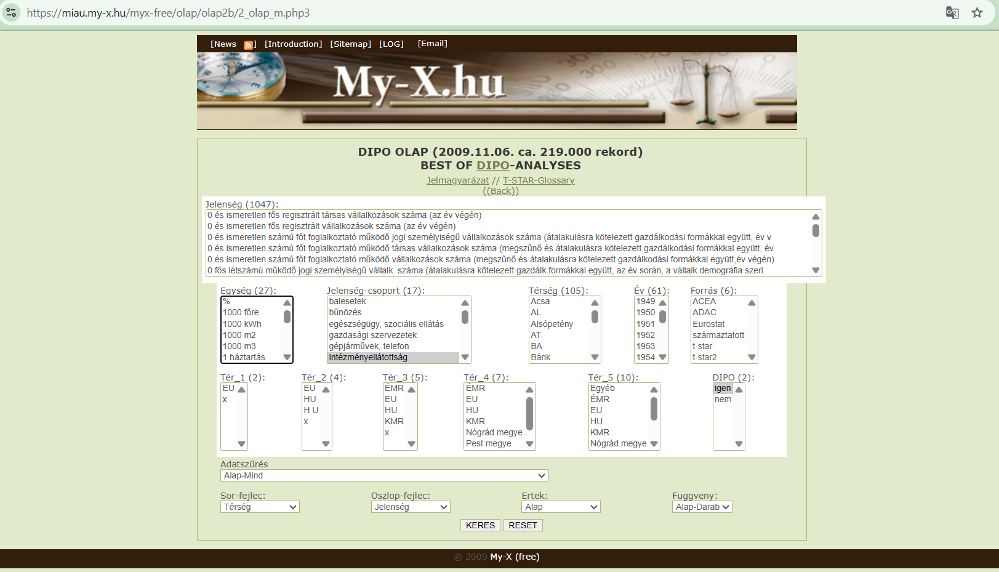 https://miau.my-x.hu/myx-free/olap/olap2b/2_olap_m.php3
[News ] [Introduction] [Sitemap] [LOG] [Email]
My-X.hu
DIPO OLAP (2009.11.06. ca. 219.000 rekord)
BEST OF DIPO-ANALYSES
Jelmagyarázat // T-STAR-Glossary
((Back))
Jelenség (1047):
0 és ismeretlen fős regisztrált társas vállalkozások száma (az év végén)
0 és ismeretlen fős regisztrált vállalkozások száma (az év végén)
0 és ismeretlen számú főt foglalkoztató működő jogi személyiségű vállalkozások száma (átalakulásra kötelezett gazdálkodási formákkal együtt, év v
0 és ismeretlen számú főt foglalkoztató működő társas vállalkozások száma (megszűnő és átalakulásra kötelezett gazdálkodási formákkal együtt, év
0 és ismeretlen számú főt foglalkoztató működő vállalkozások száma (megszűnő és átalakulásra kötelezett gazdálkodási formákkal együtt,év végén)
0 fős létszámú működő jogi személyiségű vállalk. száma (átalakulásra kötelezett gazdálk.formákkal együtt, az év során, a vállalk.demográfia szeri
Egység (27): Jelenség-csoport (17): Térség (105): Év (61): Forrás (6):
% balesetek Acsa 1949 ACEA
1000 főre bűnözés AL 1950 ADAC
1000 kWh egészségügy, szociális ellátás Alsópetény 1951 Eurostat
1000 m2 gazdasági szervezetek AT 1952 származtatott
1000 m3 gépjárművek, telefon BA 1953 t-star
1 háztartás intézményellátottság Bánk 1954 t-star2
Tér_1 (2): Tér_2 (4): Tér_3 (5): Tér_4 (7): Tér_5 (10): DIPO (2):
EU EU ÉMR ÉMR Egyéb igen
x HU EU EU ÉMR nem
H U HU HU EU
x KMR KMR HU
x Nógrád megye KMR
Pest megye Nógrád megye
Adatszűrés
Alap-Mind
Sor-fejlec: Oszlop-fejlec: Ertek: Fuggveny:
Térség Jelenség Alap Alap-Darab
KERES RESET
© 2009 My-X (free)